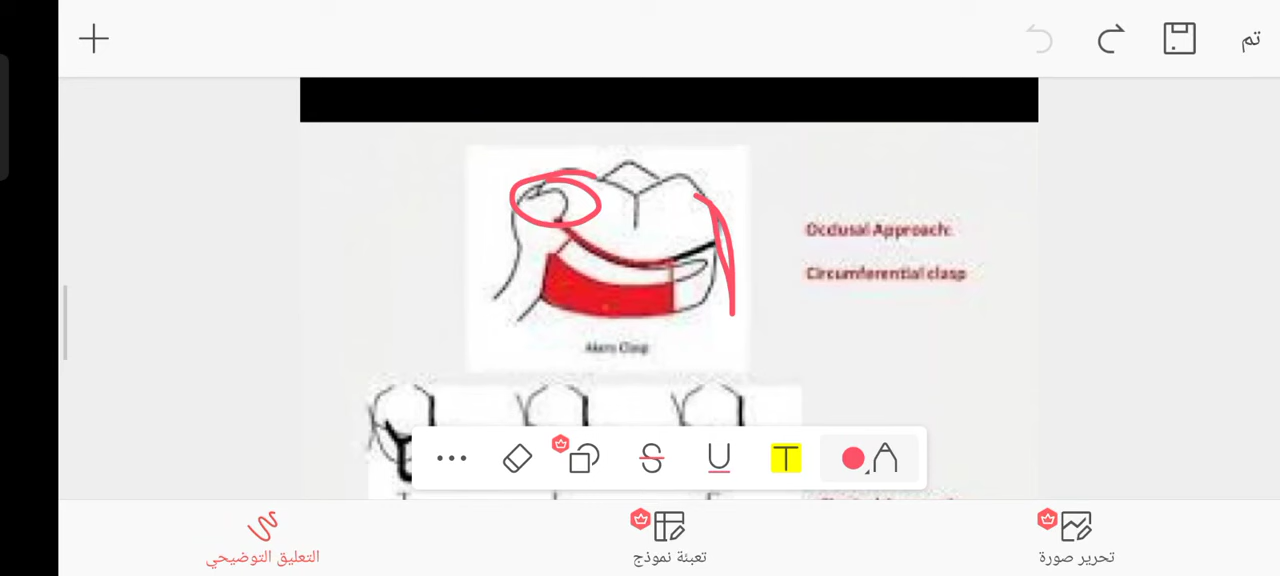 تم
Occlusal Approach:
Circumferential clasp
Akers Clasp
T
التعليق التوضيحي
تعبئة نموذج
تحرير صورة